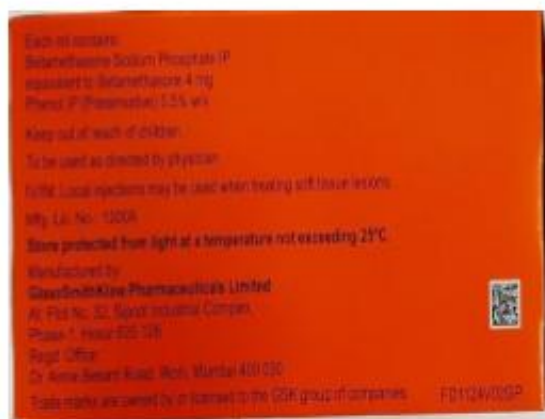 Each ml contains:
Betamethasone Sodium Phosphate IP
equivalent to Betamethasone 4 mg
Phenol IP (Preservative) 0.5% w/v
Keep out of reach of children.
To be used as directed by physician.
Local injections may be used when treating soft tissue lesions.
Mfg. Lic. No.:
Store protected from light at a temperature not exceeding 25°C
Manufactured by:
GlaxoSmithKline Pharmaceuticals Limited
At: Plot No. Sipcot Industrial Complex,
Phase Hosur
Regd. Office:
Dr. Annie Besant Road, Worli, Mumbai 400 030
Trade marks are owned by or licensed to the GSK group of companies.